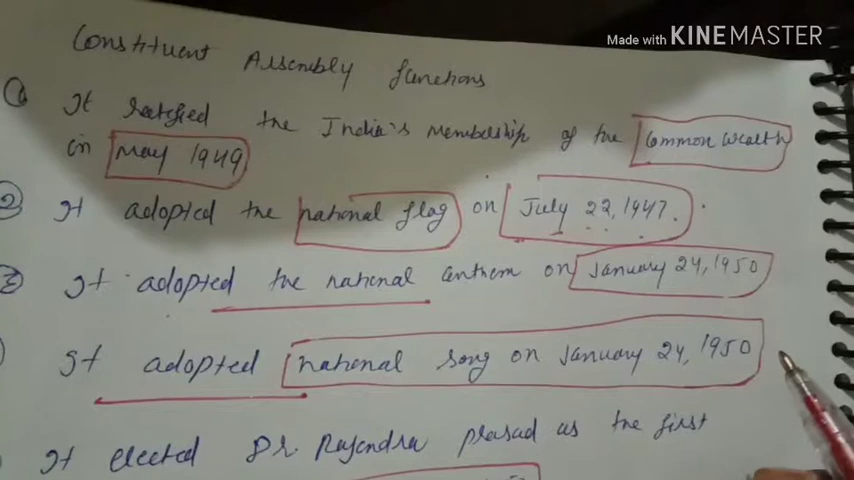 Made with KINEMASTER
Constituent Assembly functions
① It ratified the India's membership of the Common Wealth
in May 1949
② It adopted the national flag on July 22, 1947.
③ It adopted the national anthem on January 24, 1950
It adopted national song on January 24, 1950
It elected Dr. Rajendra prasad as the first